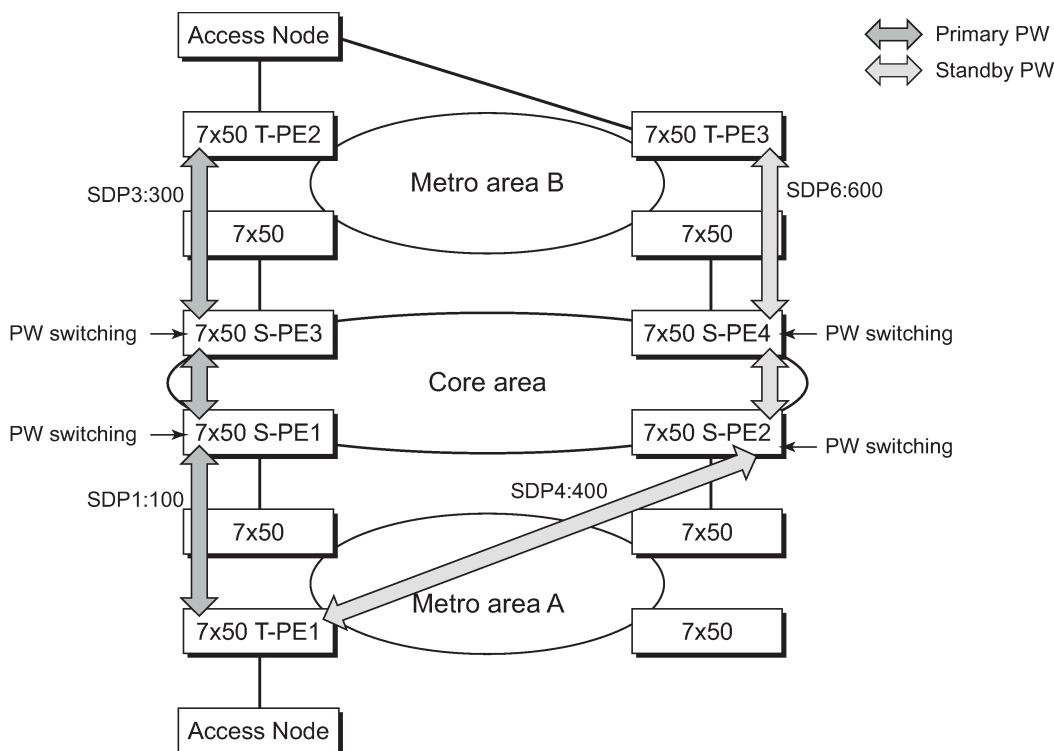 Access Node
Primary PW
Standby PW
7x50 T-PE2
7x50 T-PE3
Metro area B
SDP3:300
SDP6:600
7x50
7x50
PW switching
7x50 S-PE3
7x50 S-PE4
PW switching
Core area
PW switching
7x50 S-PE1
7x50 S-PE2
PW switching
SDP1:100
SDP4:400
7x50
7x50
Metro area A
7x50 T-PE1
7x50
Access Node